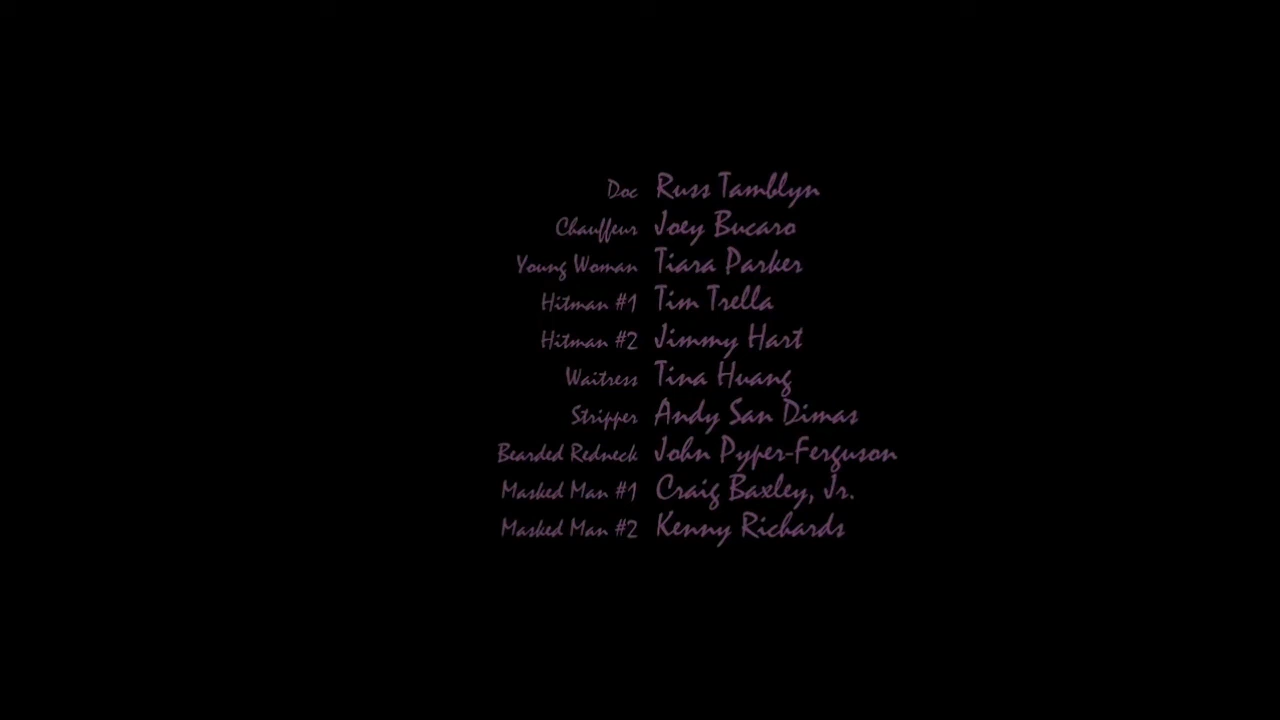 Doc Russ Tamblyn
Chauffeur Joey Bucaro
Young Woman Tiara Parker
Hitman #1 Tim Trella
Hitman #2 Jimmy Hart
Waitress Tina Huang
Stripper Andy San Dimas
Bearded Redneck John Pyper-Ferguson
Masked Man #1 Craig Baxley, Jr.
Masked Man #2 Kenny Richards